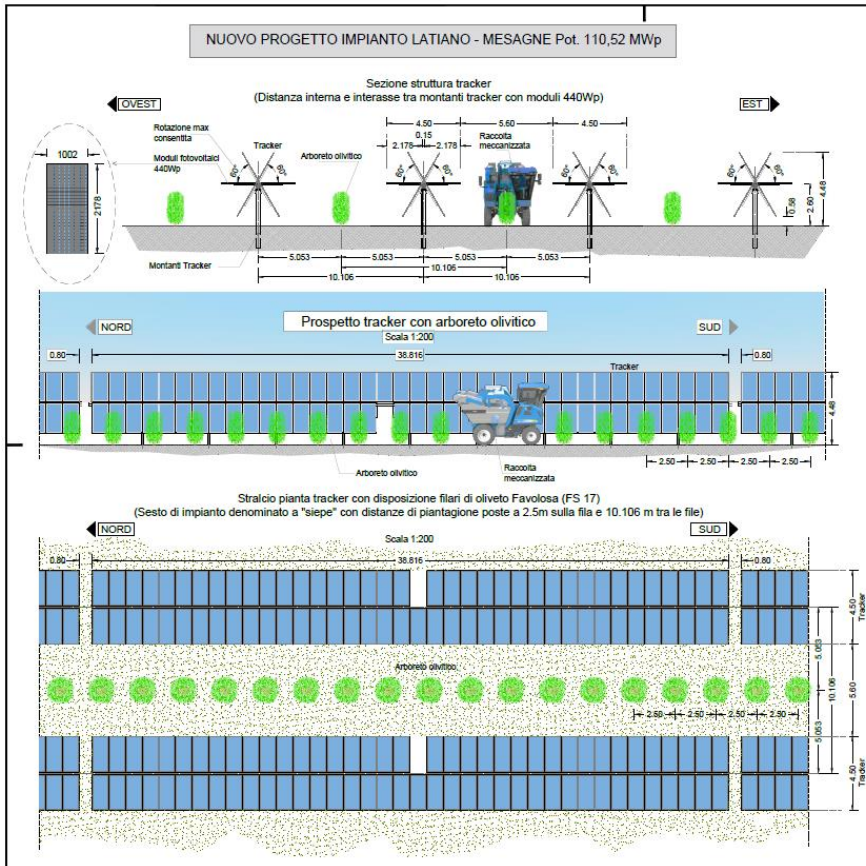 NUOVO PROGETTO IMPIANTO LATIANO - MESAGNE Pot. 110,52 MWp
Sezione struttura tracker
(Distanza interna e interasse tra montanti tracker con moduli 440Wp)
OVEST
EST
4.50
5.60
4.50
0.15
2.178
2.178
Rotazione max
consentita
Tracker
Arboreto olivitico
Raccolta
meccanizzata
Moduli fotovoltaici
440Wp
1002
2178
60°
60°
60°
60°
60°
60°
60°
60°
0.58
2.60
4.48
Montanti Tracker
5.053
5.053
5.053
5.053
10.106
10.106
10.106
NORD
Prospetto tracker con arboreto olivitico
SUD
Scala 1:200
0.80
38.816
0.80
Tracker
4.48
2.50
2.50
2.50
2.50
Arboreto olivitico
Raccolta
meccanizzata
Stralcio pianta tracker con disposizione filari di oliveto Favolosa (FS 17)
(Sesto di impianto denominato a "siepe" con distanze di piantagione poste a 2.5m sulla fila e 10.106 m tra le file)
NORD
SUD
Scala 1:200
0.80
38.816
0.80
4.50
Tracker
5.053
Arboreto olivitico
10.106
5.60
2.50
2.50
2.50
2.50
5.053
4.50
Tracker